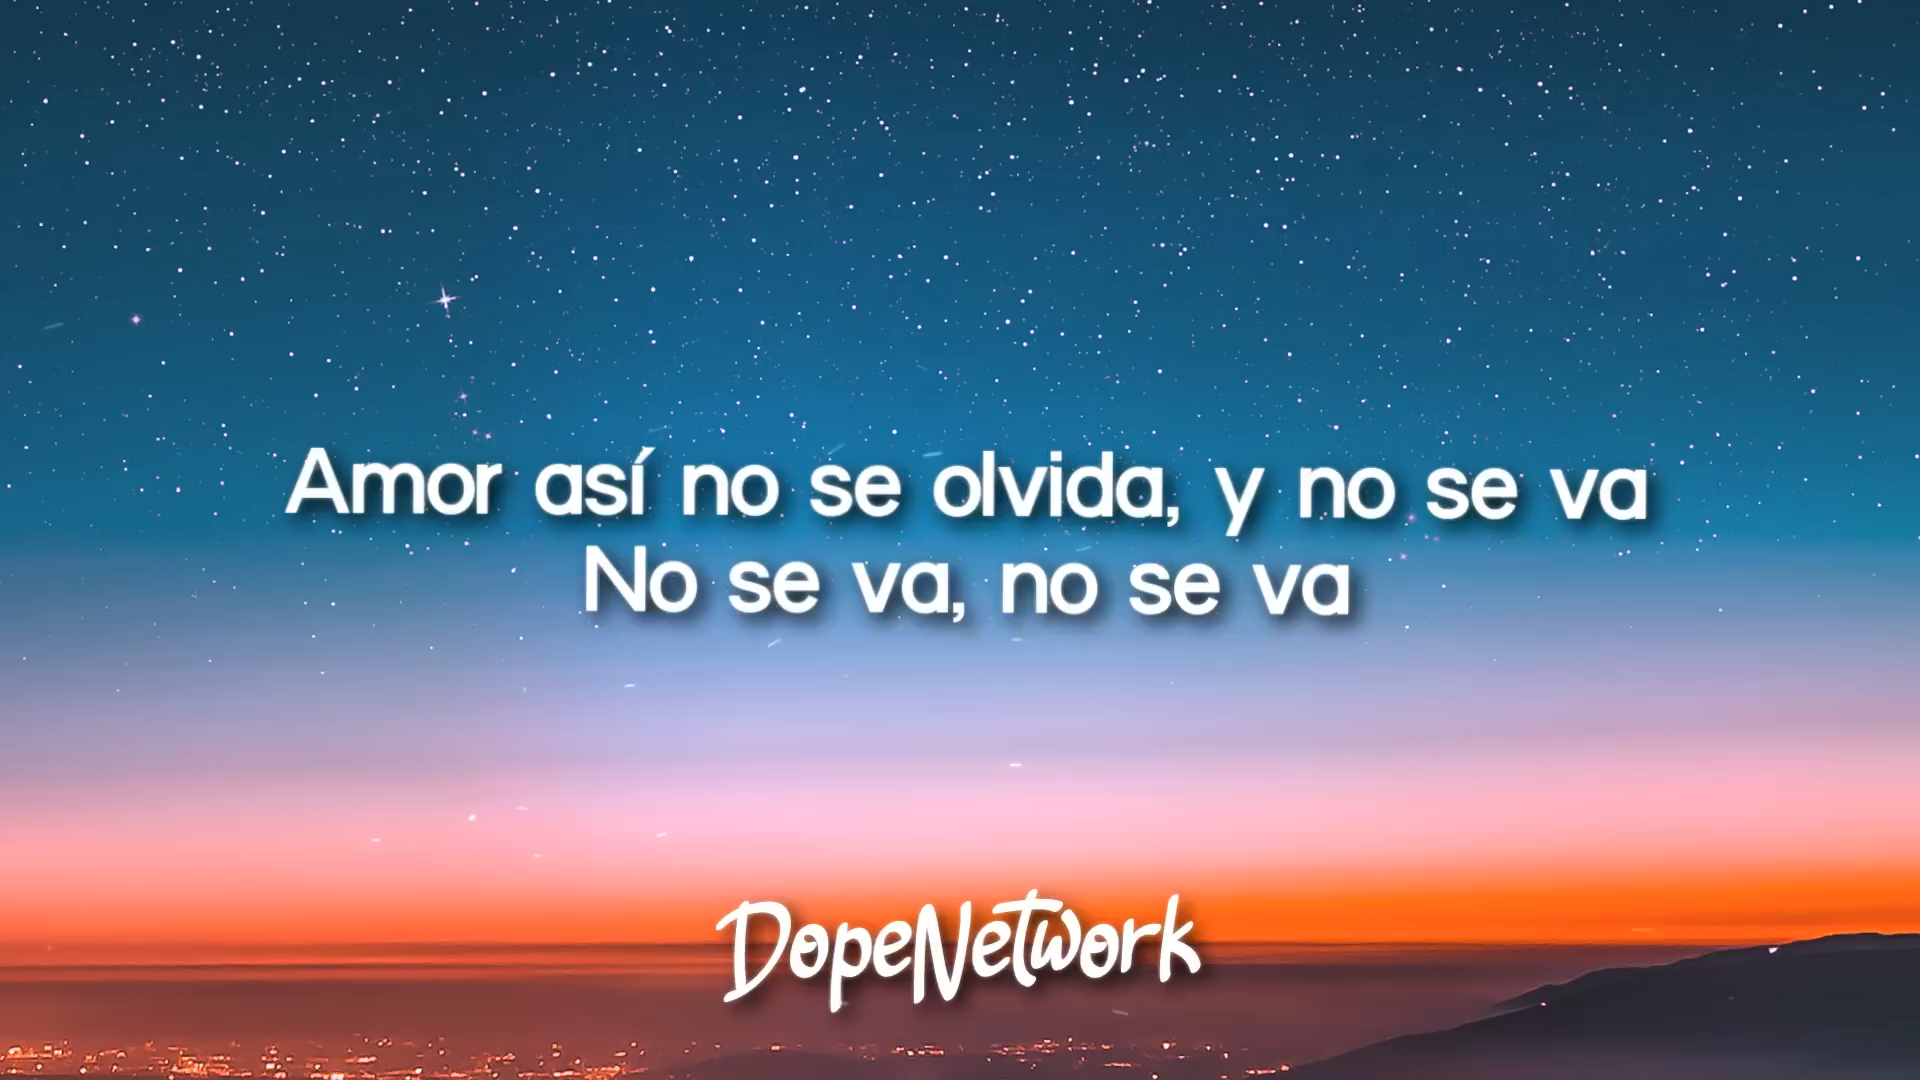 Amor así no se olvida, y no se va
No se va, no se va
DopeNetwork